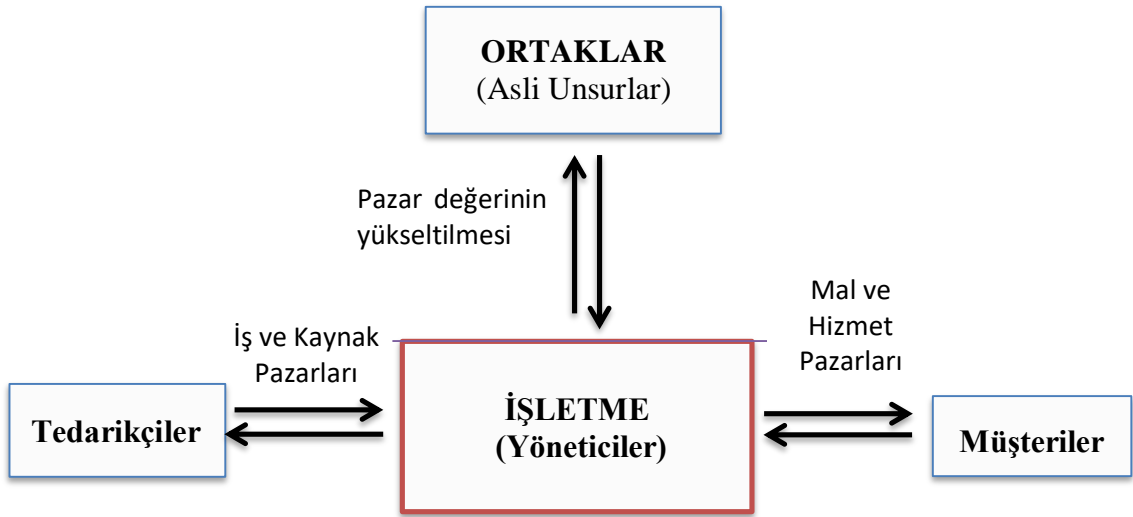 ORTAKLAR
(Asli Unsurlar)
Pazar değerinin
yükseltilmesi
Mal ve
Hizmet
Pazarları
İş ve Kaynak
Pazarları
Tedarikçiler
İŞLETME
(Yöneticiler)
Müşteriler